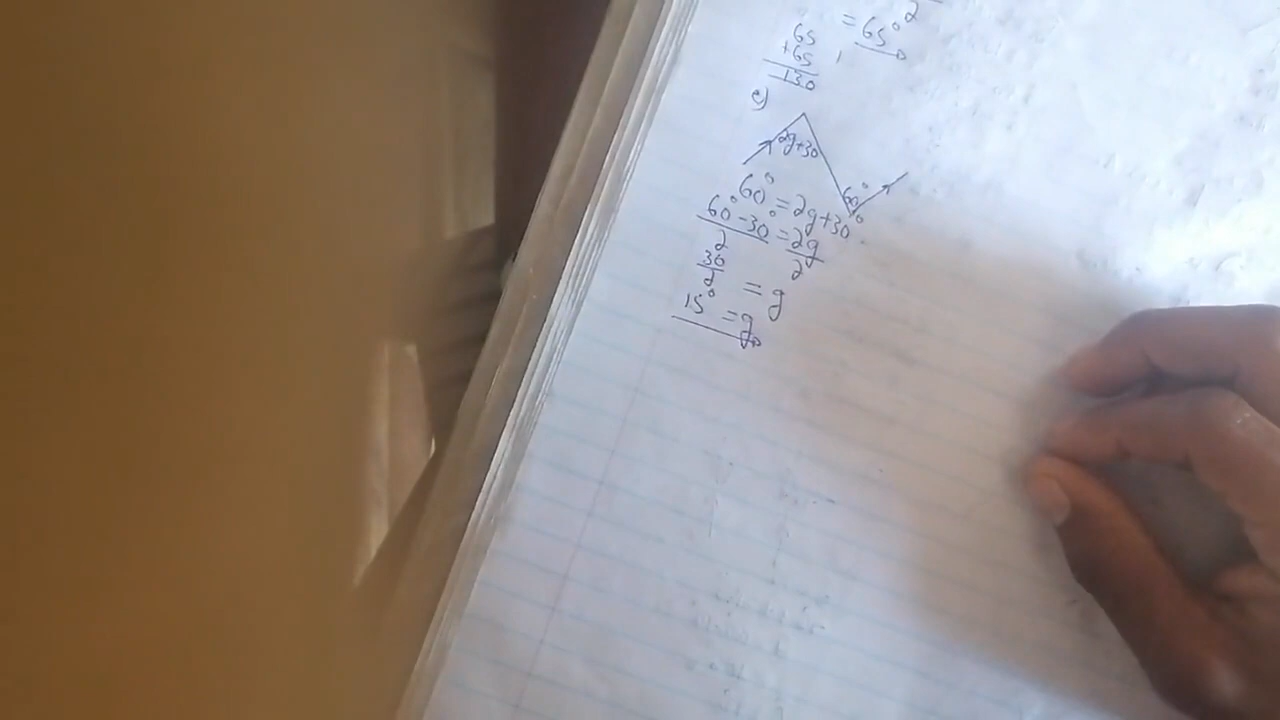 65
+65
130
= 65°
e)
2g+30
60°
60° = 2g+30°
60° - 30° = 2g
2 2
30
2 = g
15° = g